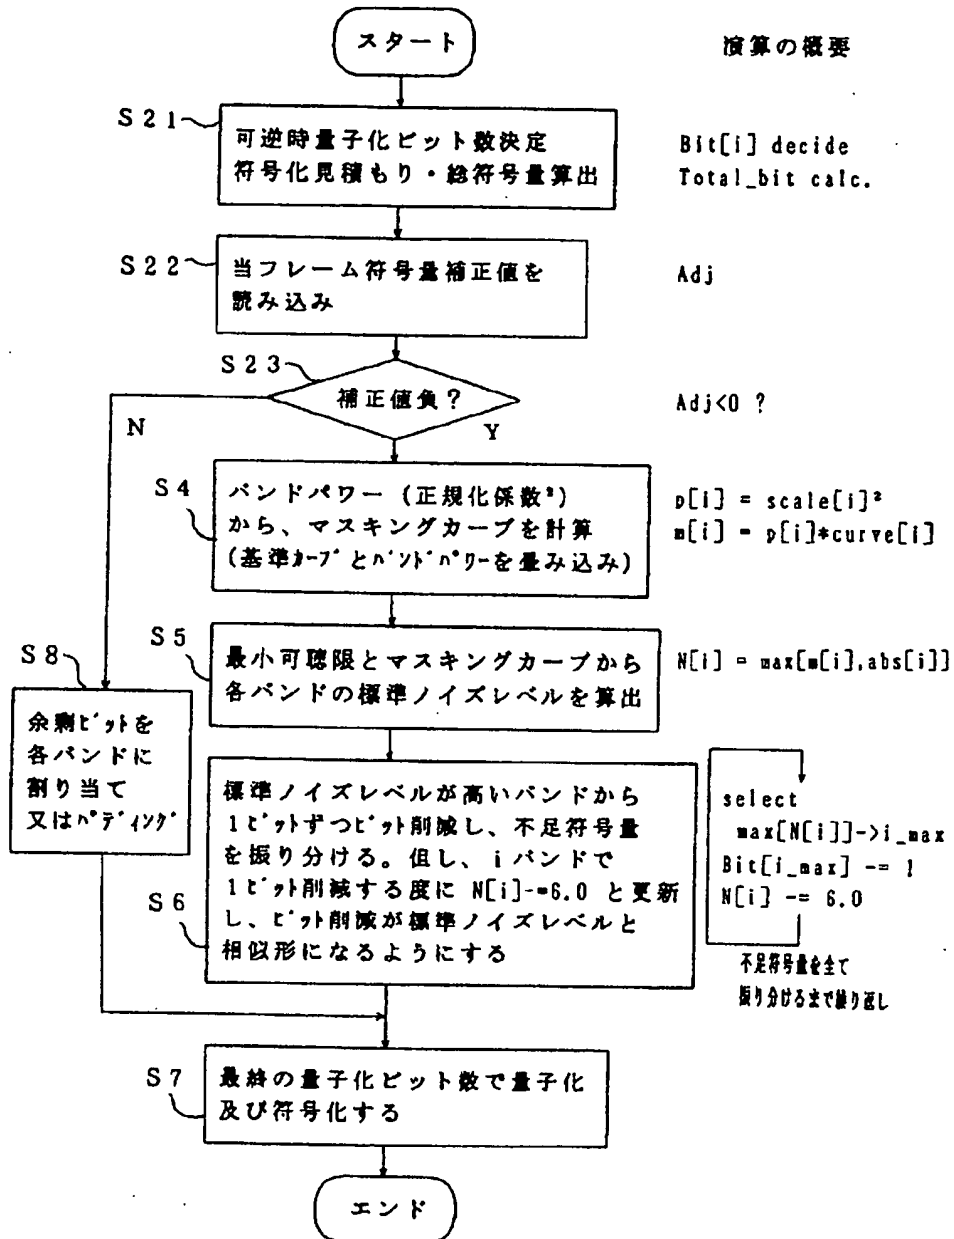 スタート
演算の概要
S21
可逆時量子化ビット数決定
符号化見積もり・総符号量算出
Bit[i] decide
Total_bit calc.
S22
当フレーム符号量補正値を
読み込み
Adj
S23
補正値負?
Adj<0 ?
N
Y
S4
バンドパワー(正規化係数²)
から、マスキングカーブを計算
(基準カーブとバンドパワーを畳み込み)
p[i] = scale[i]²
m[i] = p[i]*curve[i]
S5
最小可聴限とマスキングカーブから
各バンドの標準ノイズレベルを算出
N[i] = max[m[i],abs[i]]
S8
余剰ビットを
各バンドに
割り当て
又はパディング
S6
標準ノイズレベルが高いバンドから
1ビットずつビット削減し、不足符号量
を振り分ける。但し、iバンドで
1ビット削減する度に N[i]-=6.0 と更新
し、ビット削減が標準ノイズレベルと
相似形になるようにする
select
max[N[i]]->i_max
Bit[i_max] -= 1
N[i] -= 6.0
不足符号量を全て
振り分けるまで繰り返し
S7
最終の量子化ビット数で量子化
及び符号化する
エンド